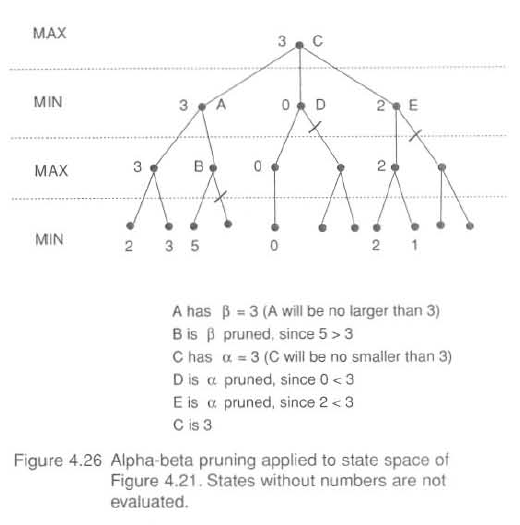 MAX
3 C
MIN
3 A 0 D 2 E
MAX
3 B 0 2
MIN
2 3 5 0 2 1
A has β = 3 (A will be no larger than 3)
B is β pruned, since 5 > 3
C has α = 3 (C will be no smaller than 3)
D is α pruned, since 0 < 3
E is α pruned, since 2 < 3
C is 3
Figure 4.26 Alpha-beta pruning applied to state space of
Figure 4.21. States without numbers are not
evaluated.